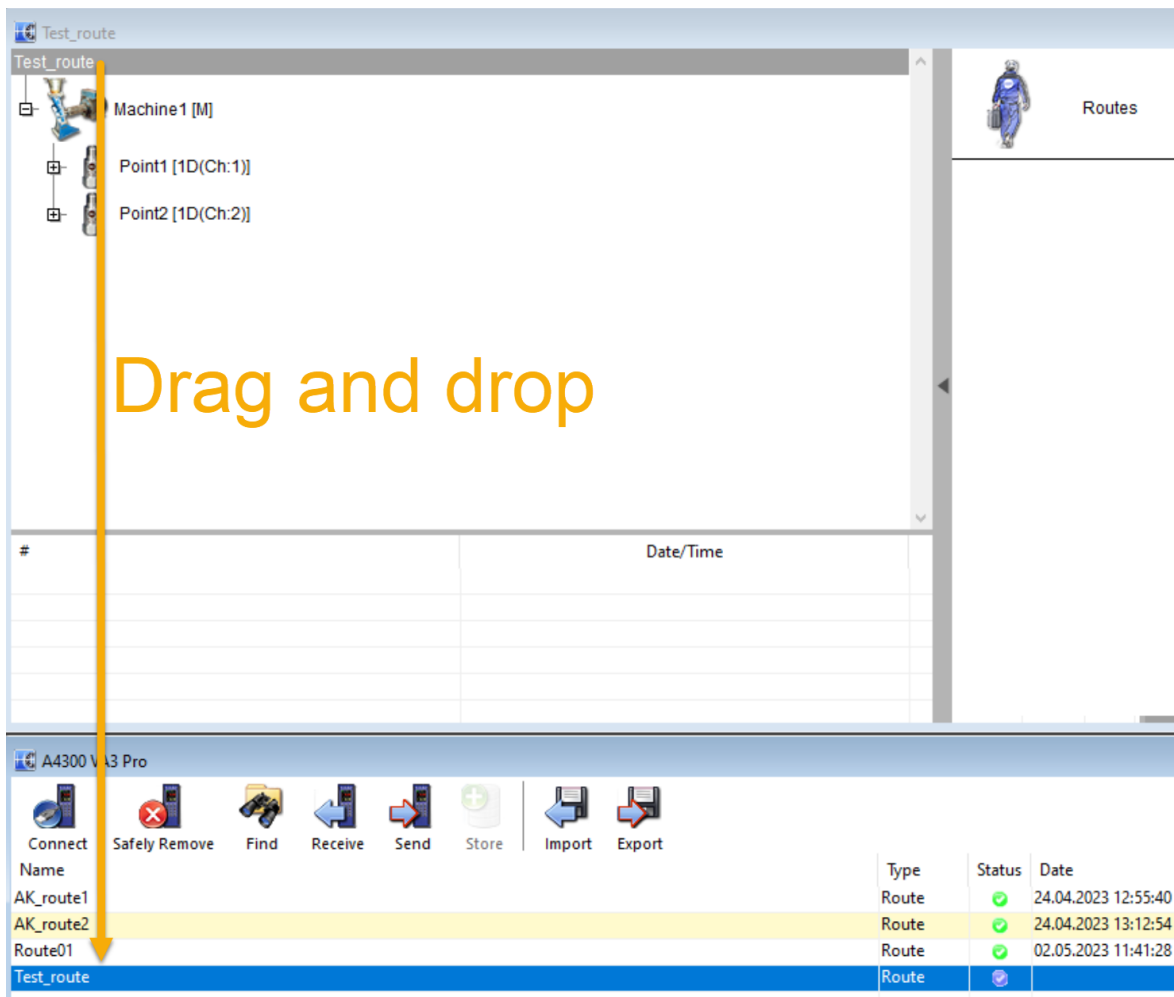 Test_route
Test_route
Routes
Machine1 [M]
Point1 [1D(Ch:1)]
Point2 [1D(Ch:2)]
Drag and drop
# Date/Time
A4300 VA3 Pro
Connect Safely Remove Find Receive Send Store Import Export
Name Type Status Date
AK_route1 Route 24.04.2023 12:55:40
AK_route2 Route 24.04.2023 13:12:54
Route01 Route 02.05.2023 11:41:28
Test_route Route